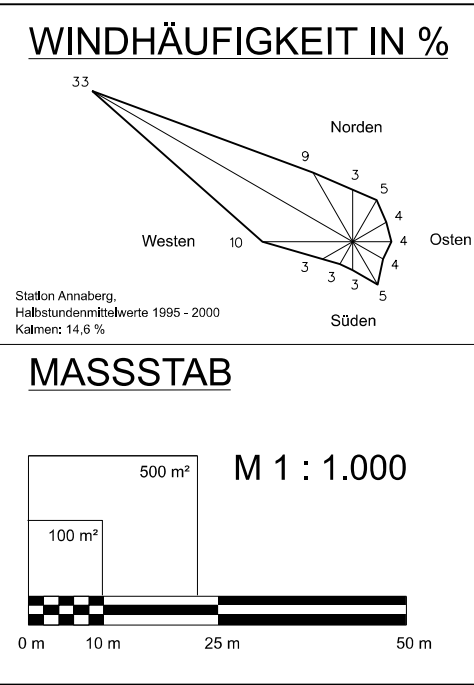 WINDHÄUFIGKEIT IN %
33
Norden
9
3
5
4
Westen
10
4
Osten
3
3
3
4
5
Station Annaberg,
Halbstundenmittelwerte 1995 - 2000
Kalmen: 14,6 %
Süden
MASSSTAB
500 m²
M 1 : 1.000
100 m²
0 m 10 m 25 m 50 m